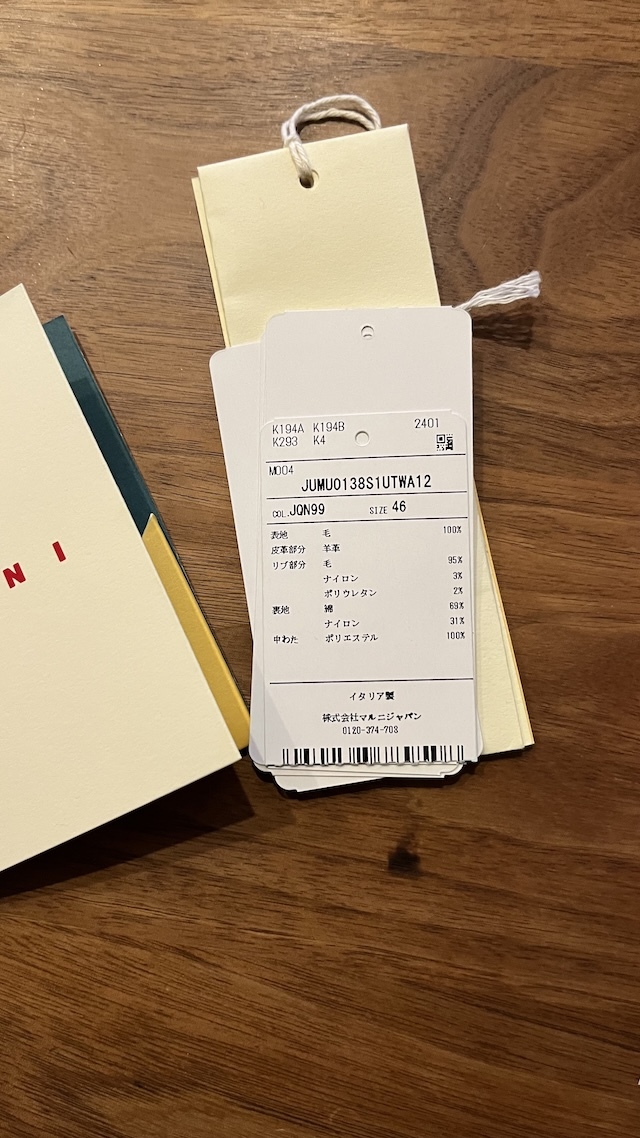 K194A K194B 2401
K293 K4
M004
JUMU0138S1UTWA12
COL.JQN99 SIZE 46
表地 毛 100%
皮革部分 羊革
リブ部分 毛 95%
ナイロン 3%
ポリウレタン 2%
裏地 綿 69%
ナイロン 31%
中わた ポリエステル 100%
イタリア製
株式会社マルニジャパン
0120-374-708
NI